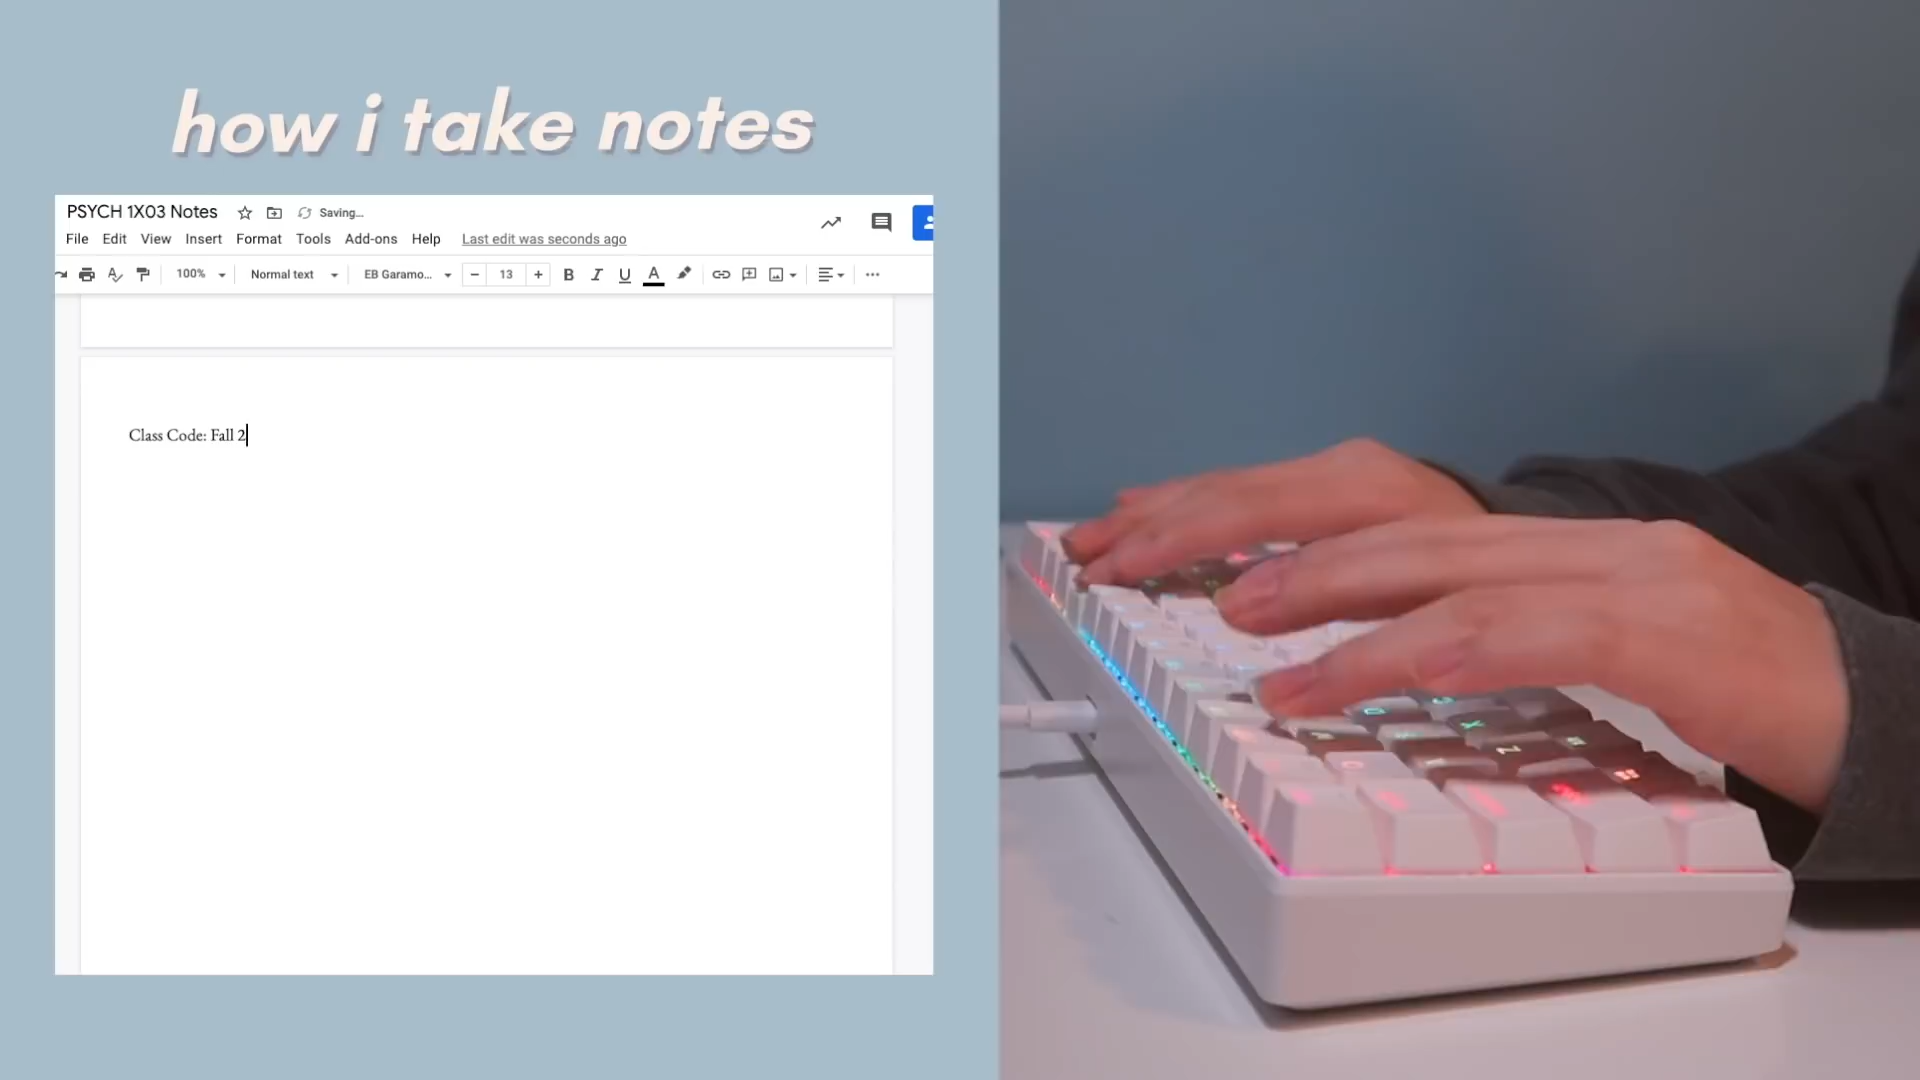 how i take notes
PSYCH 1X03 Notes Saving...
File Edit View Insert Format Tools Add-ons Help Last edit was seconds ago
100% Normal text EB Garamo... − 13 + B I U A
Class Code: Fall 2
X
Z